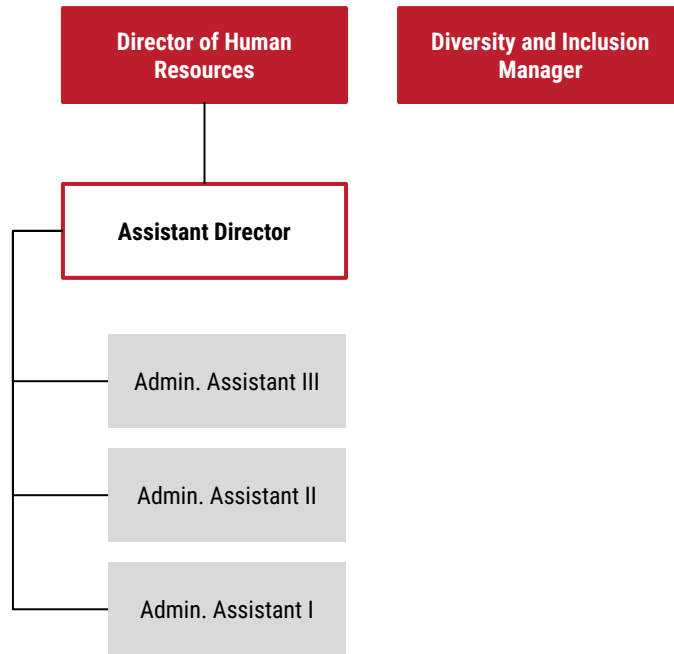 Director of Human
Resources
Diversity and Inclusion
Manager
Assistant Director
Admin. Assistant III
Admin. Assistant II
Admin. Assistant I